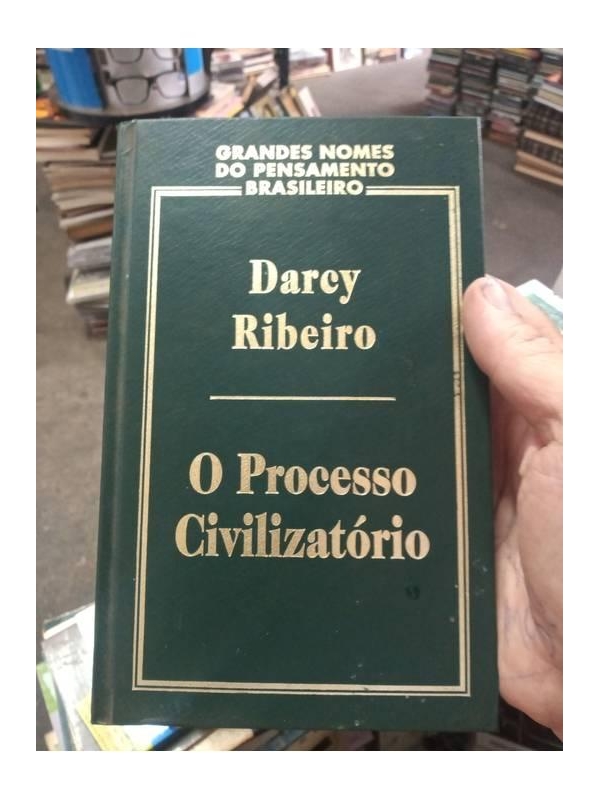 GRANDES NOMES
DO PENSAMENTO
BRASILEIRO
Darcy
Ribeiro
O Processo
Civilizatório